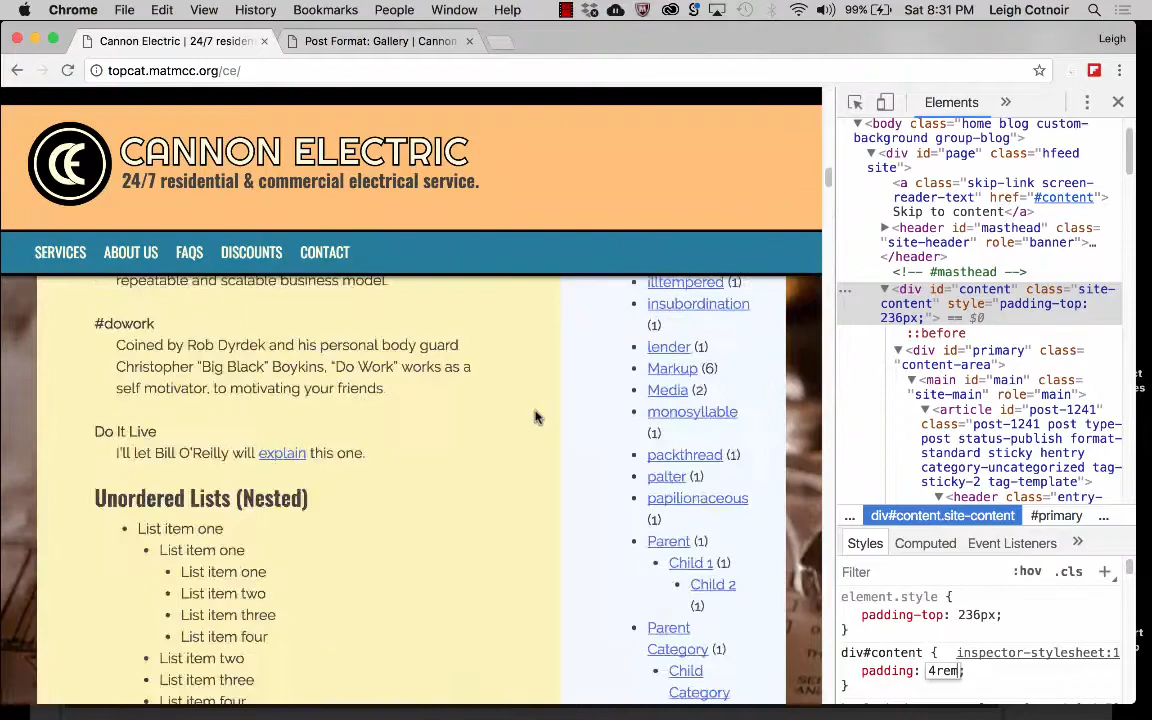 Chrome File Edit View History Bookmarks People Window Help 99% Sat 8:31 PM Leigh Cotnoir
Cannon Electric | 24/7 residen × Post Format: Gallery | Cannon × Leigh
topcat.matmcc.org/ce/
CE CANNON ELECTRIC
24/7 residential & commercial electrical service.
SERVICES ABOUT US FAQS DISCOUNTS CONTACT
repeatable and scalable business model.
#dowork
Coined by Rob Dyrdek and his personal body guard
Christopher “Big Black” Boykins, “Do Work” works as a
self motivator, to motivating your friends.
Do It Live
I’ll let Bill O’Reilly will explain this one.
Unordered Lists (Nested)
• List item one
• List item one
• List item one
• List item two
• List item three
• List item four
• List item two
• List item three
• List item four
• illtempered (1)
• insubordination
(1)
• lender (1)
• Markup (6)
• Media (2)
• monosyllable
(1)
• packthread (1)
• palter (1)
• papilionaceous
(1)
• Parent (1)
• Child 1 (1)
• Child 2
(1)
• Parent
Category (1)
• Child
Category
Elements »
▼<body class="home blog custom-
background group-blog">
▼<div id="page" class="hfeed
site">
<a class="skip-link screen-
reader-text" href="#content">
Skip to content</a>
▶<header id="masthead" class=
"site-header" role="banner">…
</header>
<!-- #masthead -->
… ▼<div id="content" class="site-
content" style="padding-top:
236px;"> == $0
::before
▼<div id="primary" class=
"content-area">
▼<main id="main" class=
"site-main" role="main">
▼<article id="post-1241"
class="post-1241 post type-
post status-publish format-
standard sticky hentry
category-uncategorized tag-
sticky-2 tag-template">
▼<header class="entry-
... div#content.site-content #primary ...
Styles Computed Event Listeners »
Filter :hov .cls +
element.style {
padding-top: 236px;
}
div#content { inspector-stylesheet:1
padding: 4rem;
}